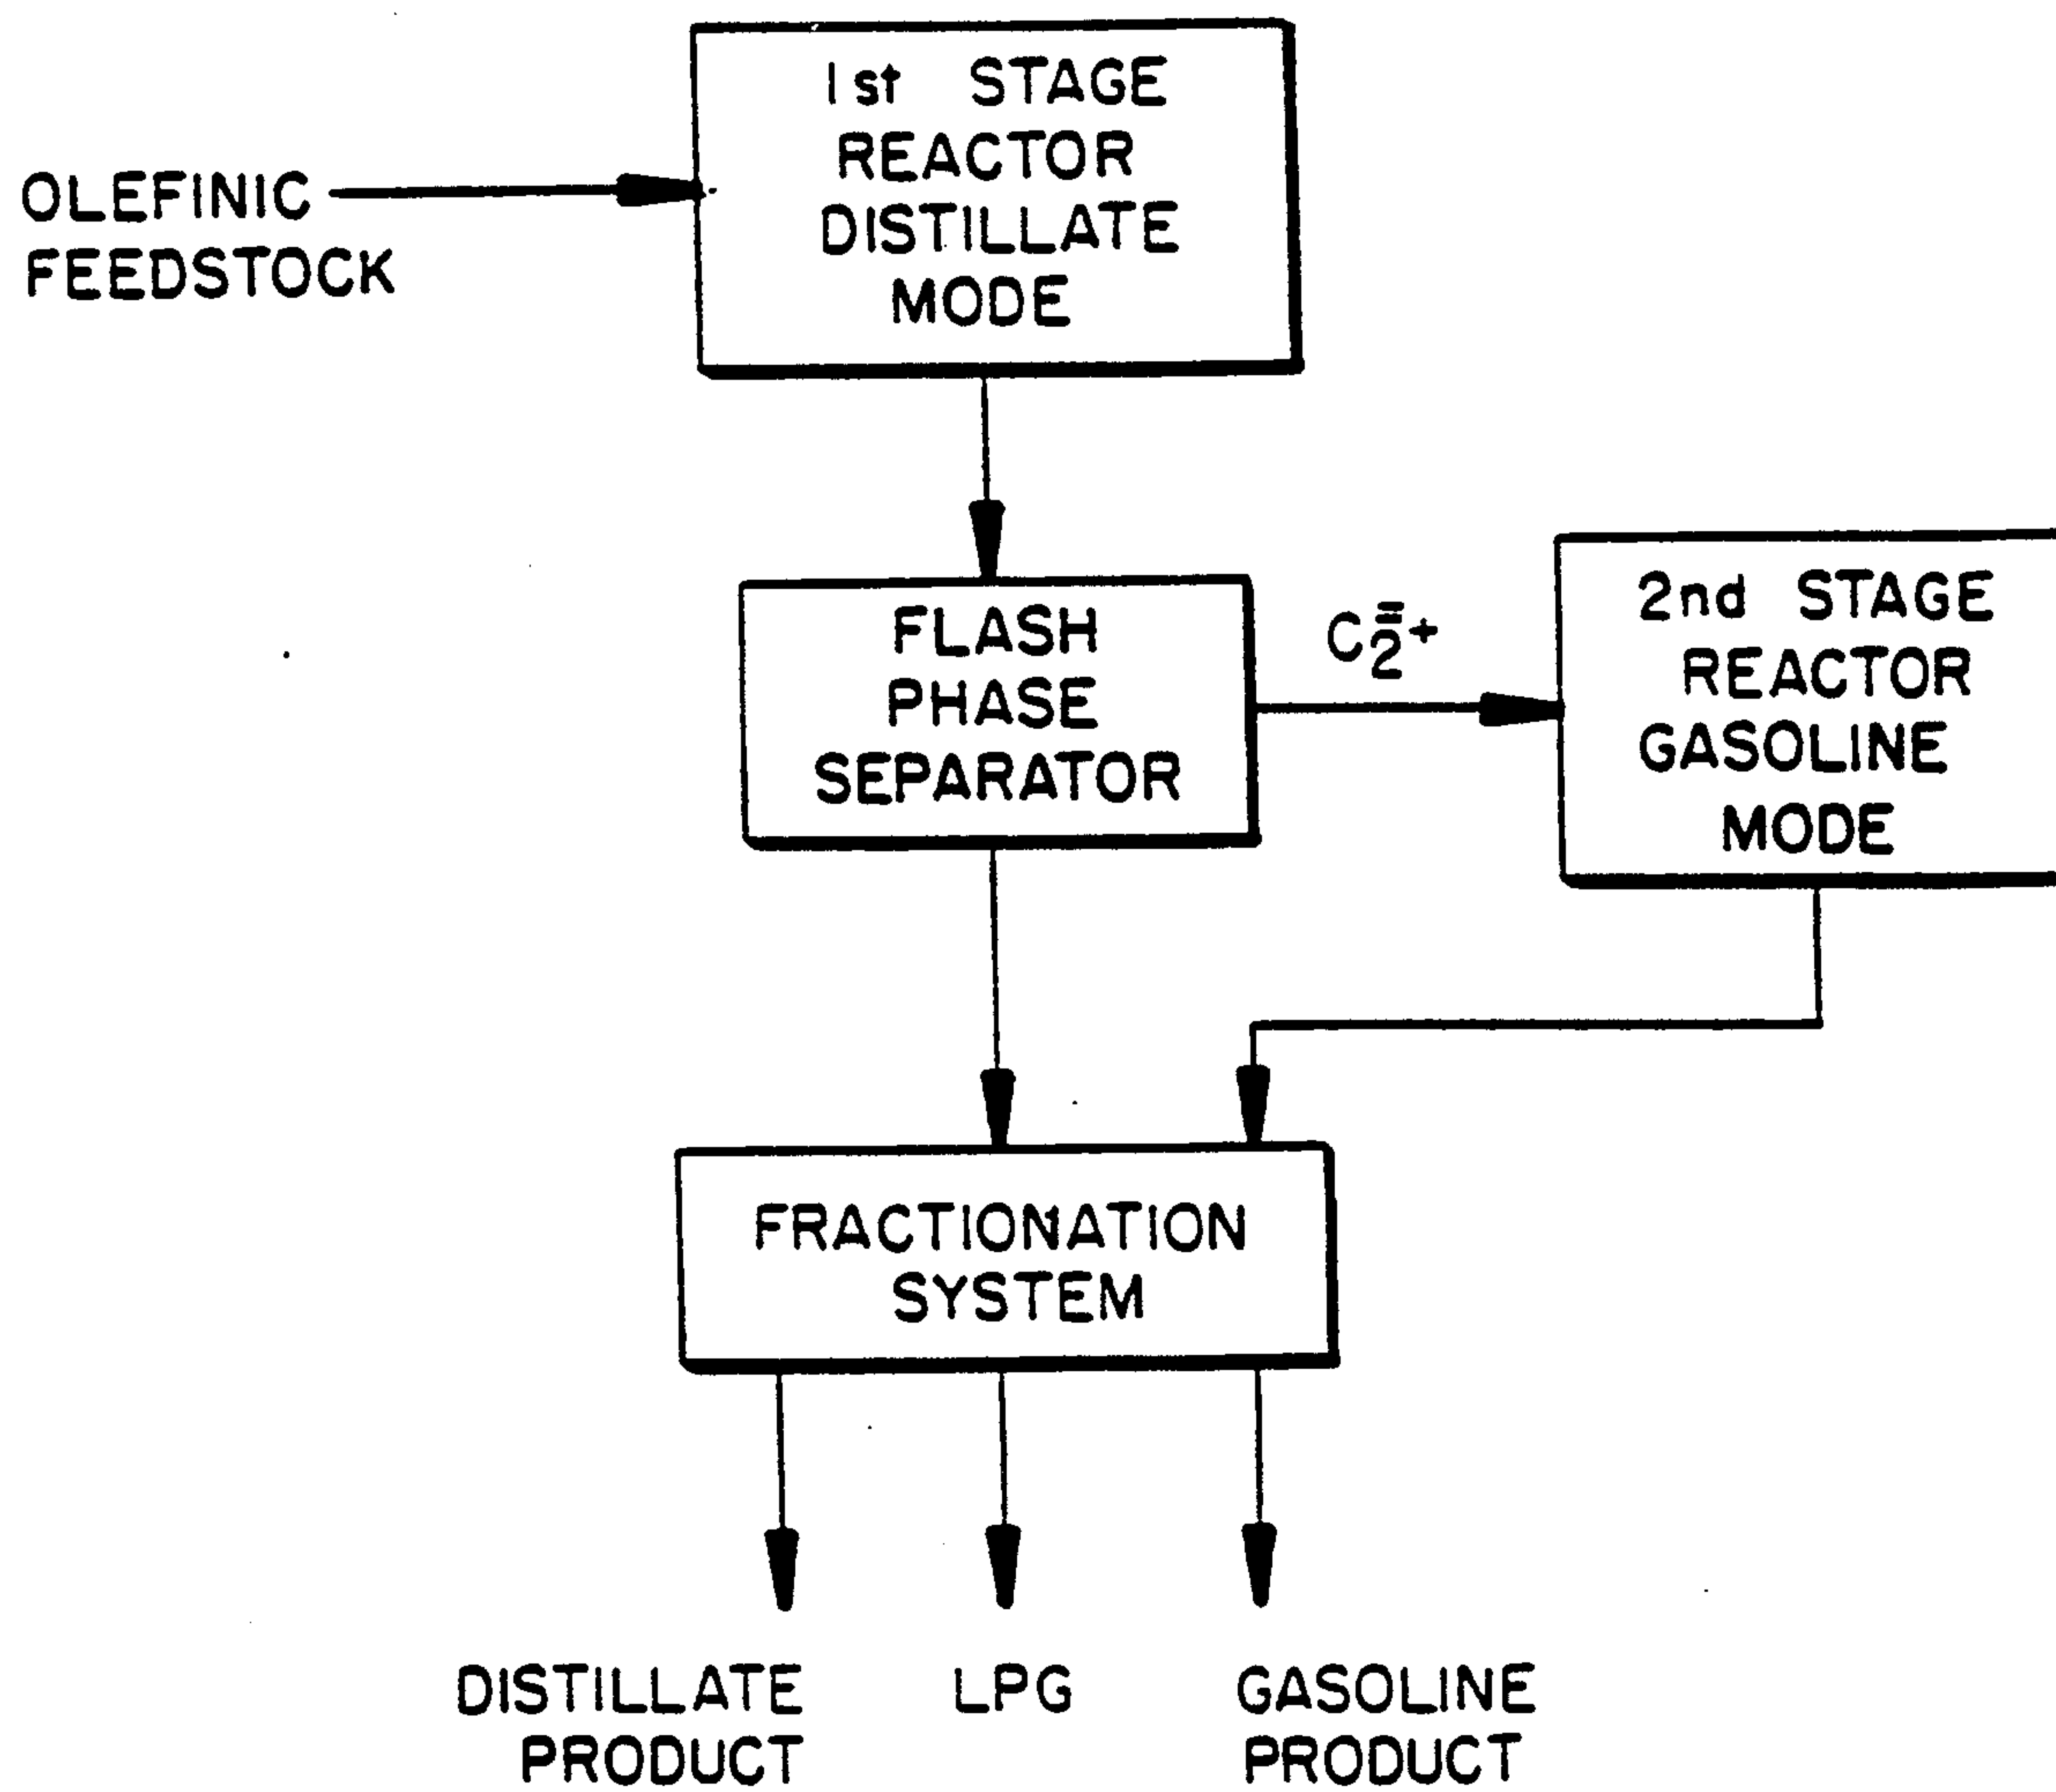 1st STAGE
REACTOR
DISTILLATE
MODE
OLEFINIC
FEEDSTOCK
FLASH
PHASE
SEPARATOR
C₂⁼+
2nd STAGE
REACTOR
GASOLINE
MODE
FRACTIONATION
SYSTEM
DISTILLATE
PRODUCT
LPG
GASOLINE
PRODUCT